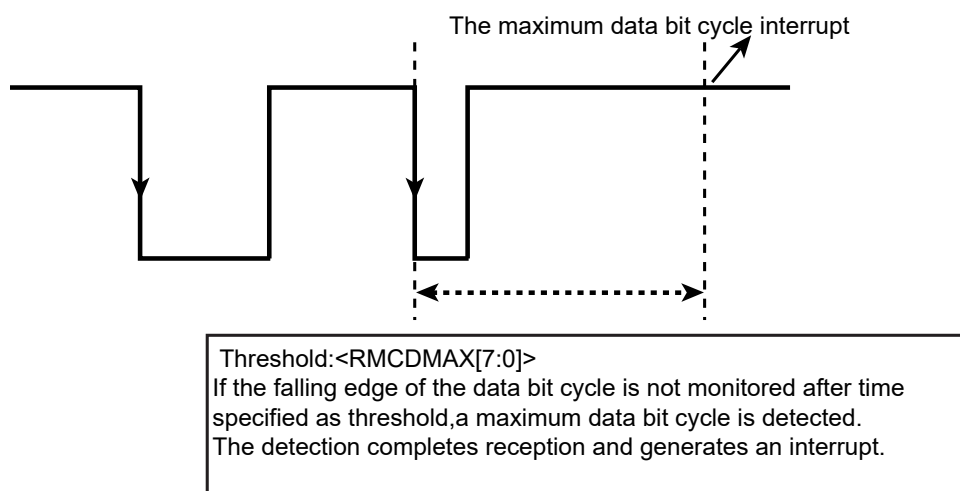 The maximum data bit cycle interrupt
Threshold:<RMCDMAX[7:0]>
If the falling edge of the data bit cycle is not monitored after time
specified as threshold,a maximum data bit cycle is detected.
The detection completes reception and generates an interrupt.